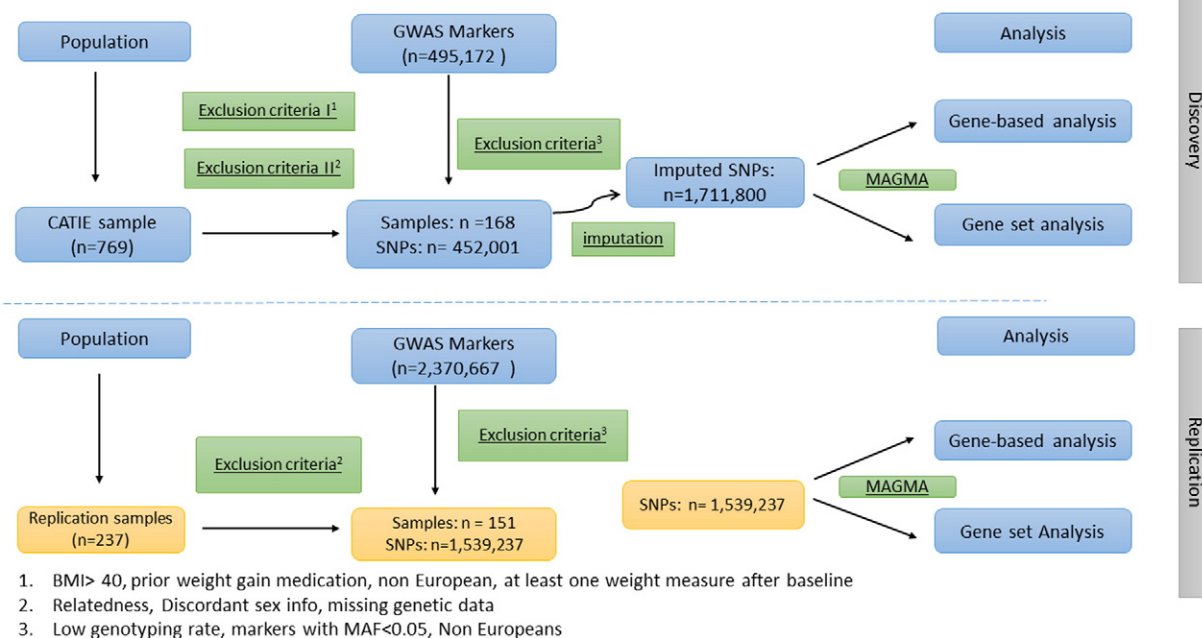 Population
GWAS Markers
(n=495,172 )
Analysis
Exclusion criteria I1
Exclusion criteria II2
Exclusion criteria3
Gene-based analysis
Imputed SNPs:
n=1,711,800
MAGMA
CATIE sample
(n=769)
Samples: n =168
SNPs: n= 452,001
imputation
Gene set analysis
Discovery
Population
GWAS Markers
(n=2,370,667 )
Analysis
Exclusion criteria2
Exclusion criteria3
Gene-based analysis
MAGMA
SNPs: n= 1,539,237
Replication samples
(n=237)
Samples: n = 151
SNPs: n=1,539,237
Gene set Analysis
Replication
1. BMI> 40, prior weight gain medication, non European, at least one weight measure after baseline
2. Relatedness, Discordant sex info, missing genetic data
3. Low genotyping rate, markers with MAF<0.05, Non Europeans